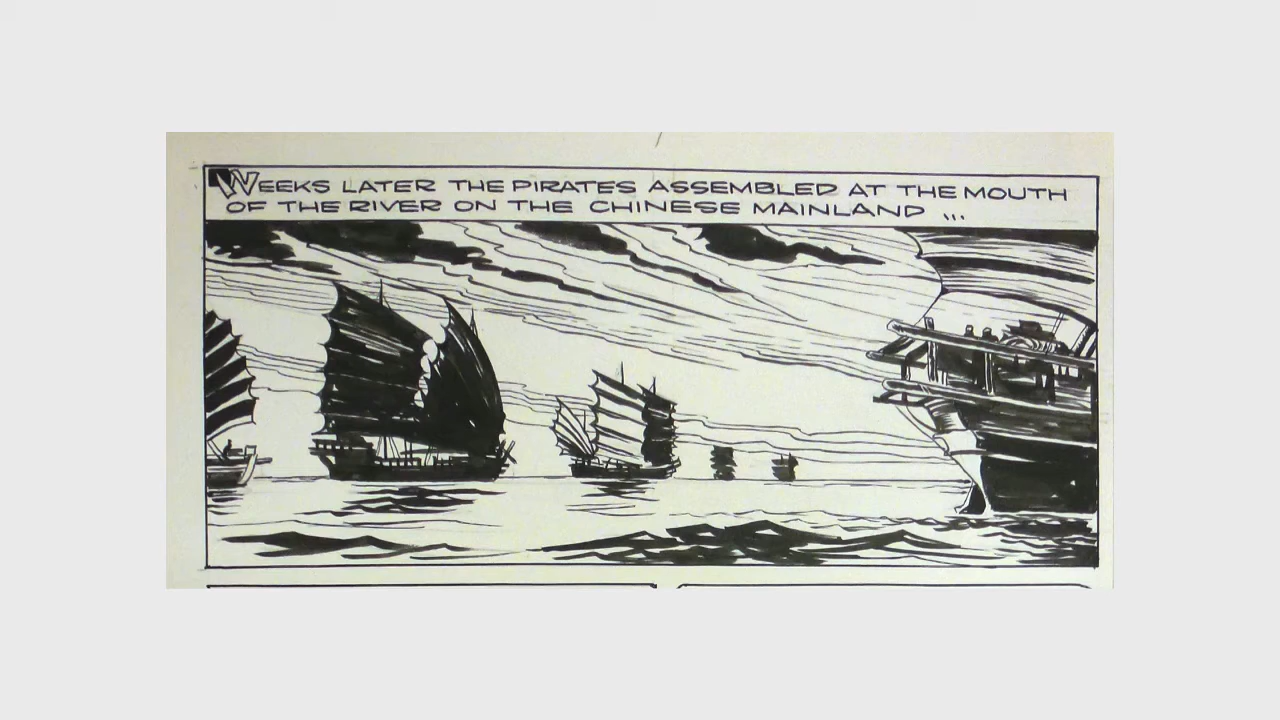 WEEKS LATER THE PIRATES ASSEMBLED AT THE MOUTH
OF THE RIVER ON THE CHINESE MAINLAND ...